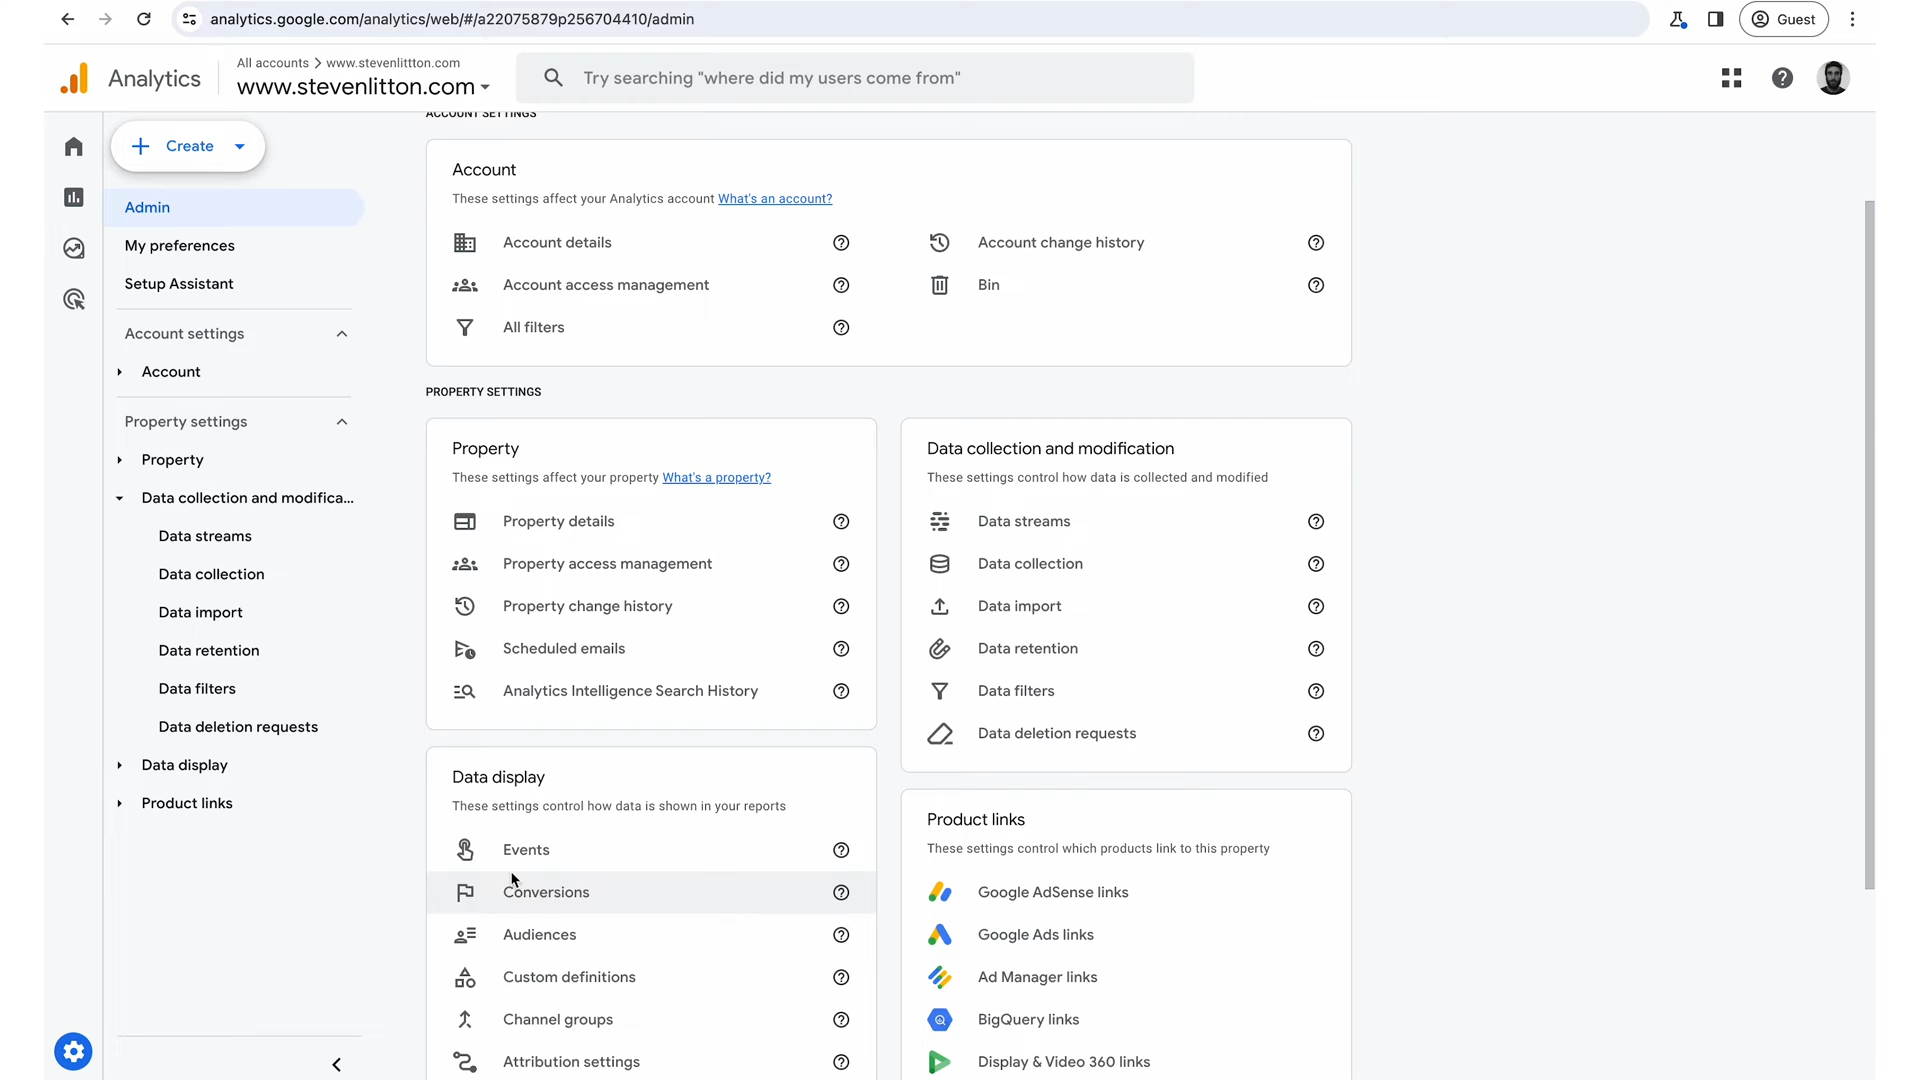 analytics.google.com/analytics/web/#/a22075879p256704410/admin
Guest
Analytics
All accounts > www.stevenlittton.com
www.stevenlitton.com
Try searching "where did my users come from"
Create
Admin
My preferences
Setup Assistant
Account settings
Account
Property settings
Property
Data collection and modifica...
Data streams
Data collection
Data import
Data retention
Data filters
Data deletion requests
Data display
Product links
ACCOUNT SETTINGS
Account
These settings affect your Analytics account What's an account?
Account details
Account change history
Account access management
Bin
All filters
PROPERTY SETTINGS
Property
These settings affect your property What's a property?
Property details
Property access management
Property change history
Scheduled emails
Analytics Intelligence Search History
Data collection and modification
These settings control how data is collected and modified
Data streams
Data collection
Data import
Data retention
Data filters
Data deletion requests
Data display
These settings control how data is shown in your reports
Events
Conversions
Audiences
Custom definitions
Channel groups
Attribution settings
Product links
These settings control which products link to this property
Google AdSense links
Google Ads links
Ad Manager links
BigQuery links
Display & Video 360 links